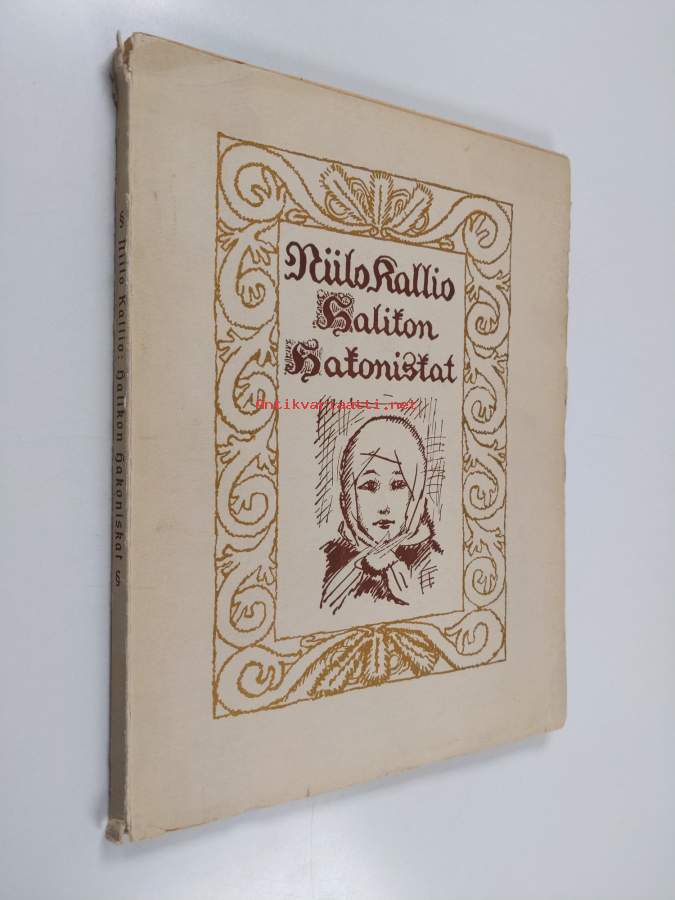 Niilo Kallio
Halikon
Hakoniskat
Antikvariaatti.net
§ Niilo Kallio: Halikon Hakoniskat §